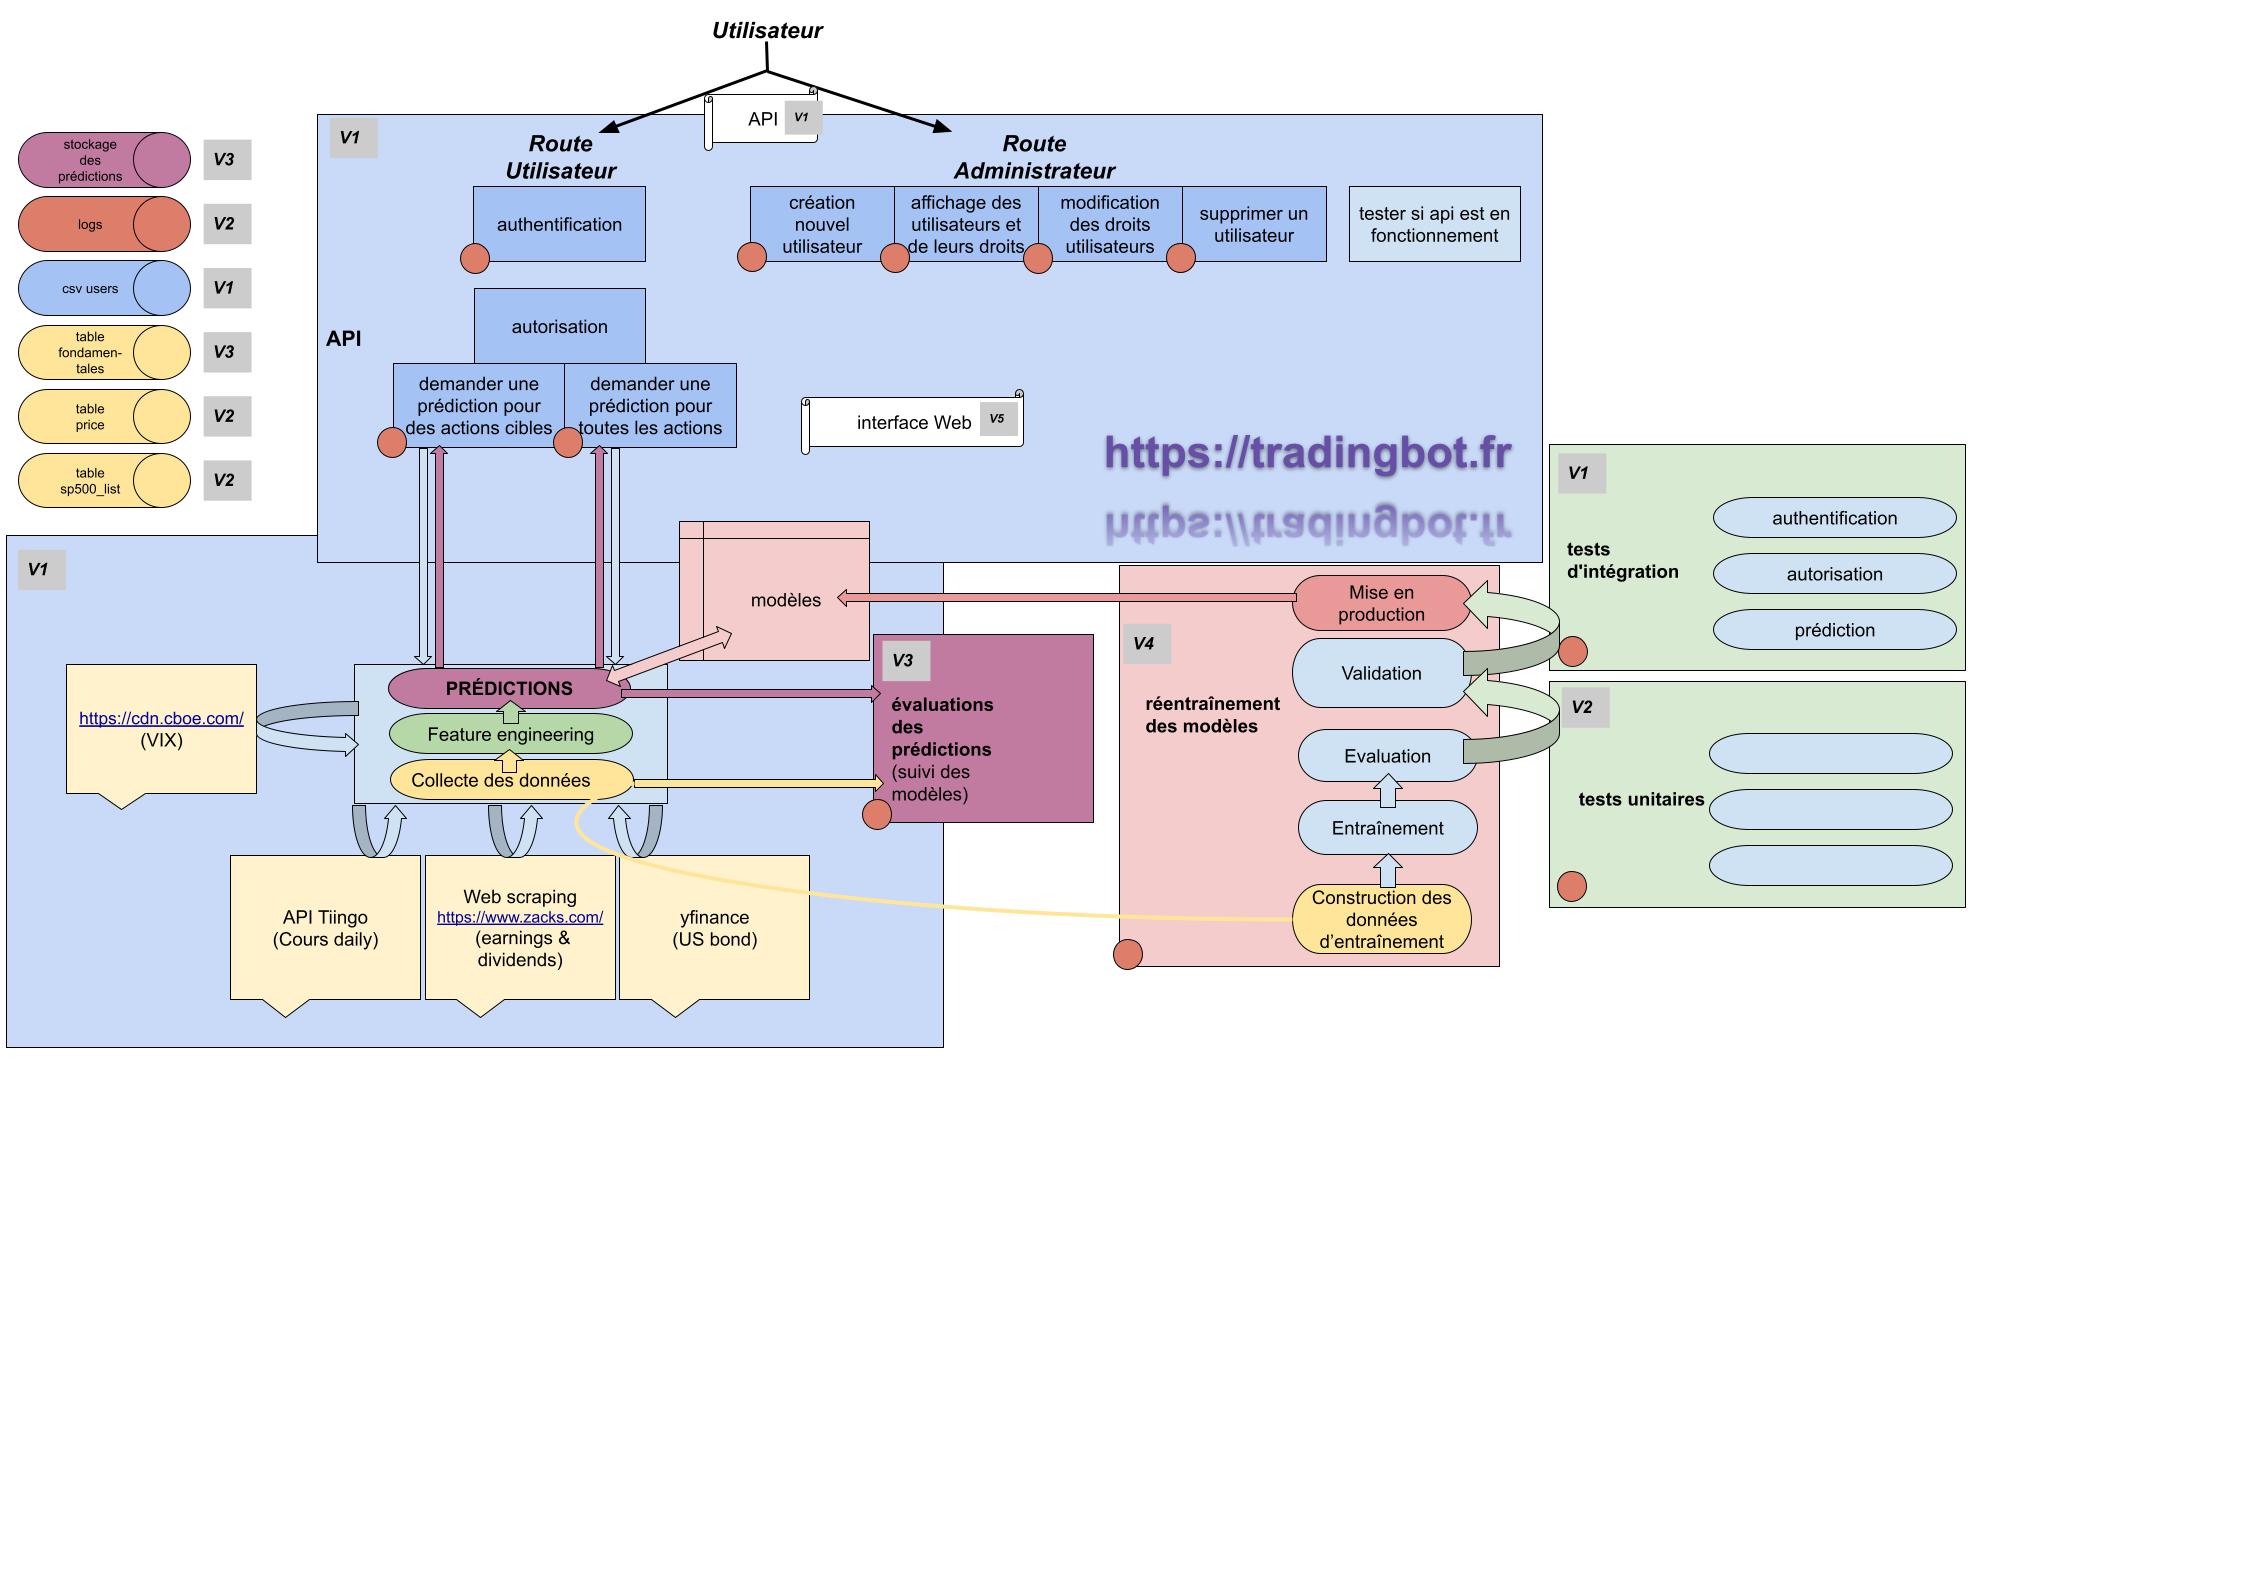 Utilisateur
API
V1
V1
Route
Utilisateur
Route
Administrateur
stockage
des
prédictions
V3
logs
V2
csv users
V1
table
fondamen-
tales
V3
table
price
V2
table
sp500_list
V2
authentification
création
nouvel
utilisateur
affichage des
utilisateurs et
de leurs droits
modification
des droits
utilisateurs
supprimer un
utilisateur
tester si api est en
fonctionnement
API
autorisation
demander une
prédiction pour
des actions cibles
demander une
prédiction pour
toutes les actions
interface Web
V5
https://tradingbot.fr
https://tradingbot.fr
V1
tests
d'intégration
authentification
autorisation
prédiction
V1
modèles
V3
évaluations
des
prédictions
(suivi des
modèles)
https://cdn.cboe.com/
(VIX)
PRÉDICTIONS
Feature engineering
Collecte des données
API Tiingo
(Cours daily)
Web scraping
https://www.zacks.com/
(earnings &
dividends)
yfinance
(US bond)
V4
réentraînement
des modèles
Mise en
production
Validation
Evaluation
Entraînement
Construction des
données
d’entraînement
V2
tests unitaires